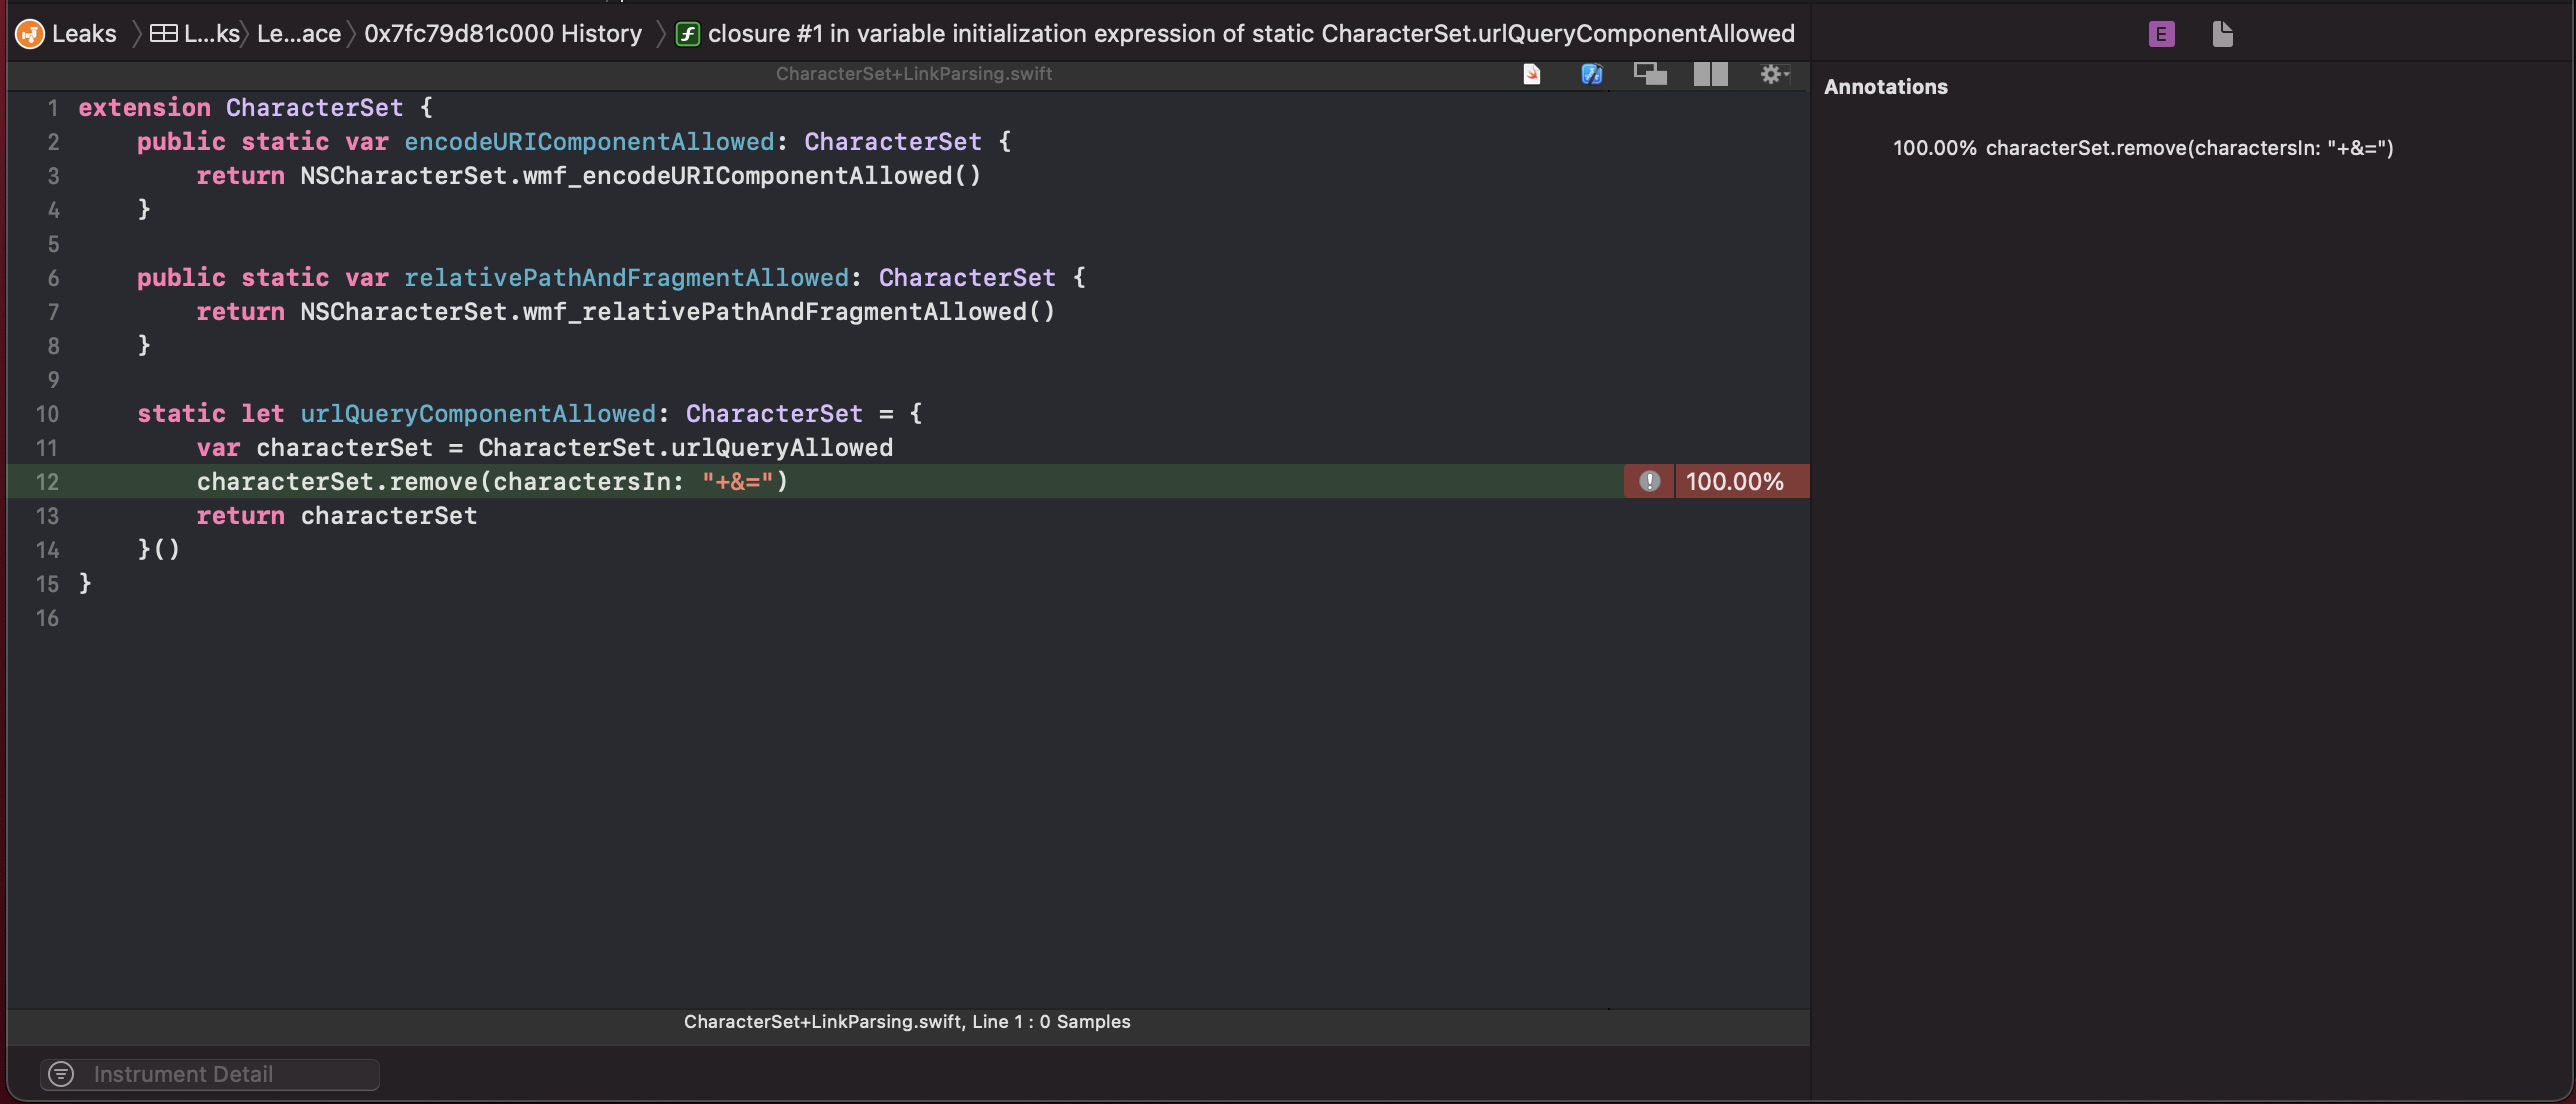 Leaks L...ks Le...ace 0x7fc79d81c000 History closure #1 in variable initialization expression of static CharacterSet.urlQueryComponentAllowed E
CharacterSet+LinkParsing.swift
1 extension CharacterSet {
2     public static var encodeURIComponentAllowed: CharacterSet {
3         return NSCharacterSet.wmf_encodeURIComponentAllowed()
4     }
5
6     public static var relativePathAndFragmentAllowed: CharacterSet {
7         return NSCharacterSet.wmf_relativePathAndFragmentAllowed()
8     }
9
10     static let urlQueryComponentAllowed: CharacterSet = {
11         var characterSet = CharacterSet.urlQueryAllowed
12         characterSet.remove(charactersIn: "+&=") 100.00%
13         return characterSet
14     }()
15 }
16
CharacterSet+LinkParsing.swift, Line 1 : 0 Samples
Instrument Detail
Annotations
100.00% characterSet.remove(charactersIn: "+&=")